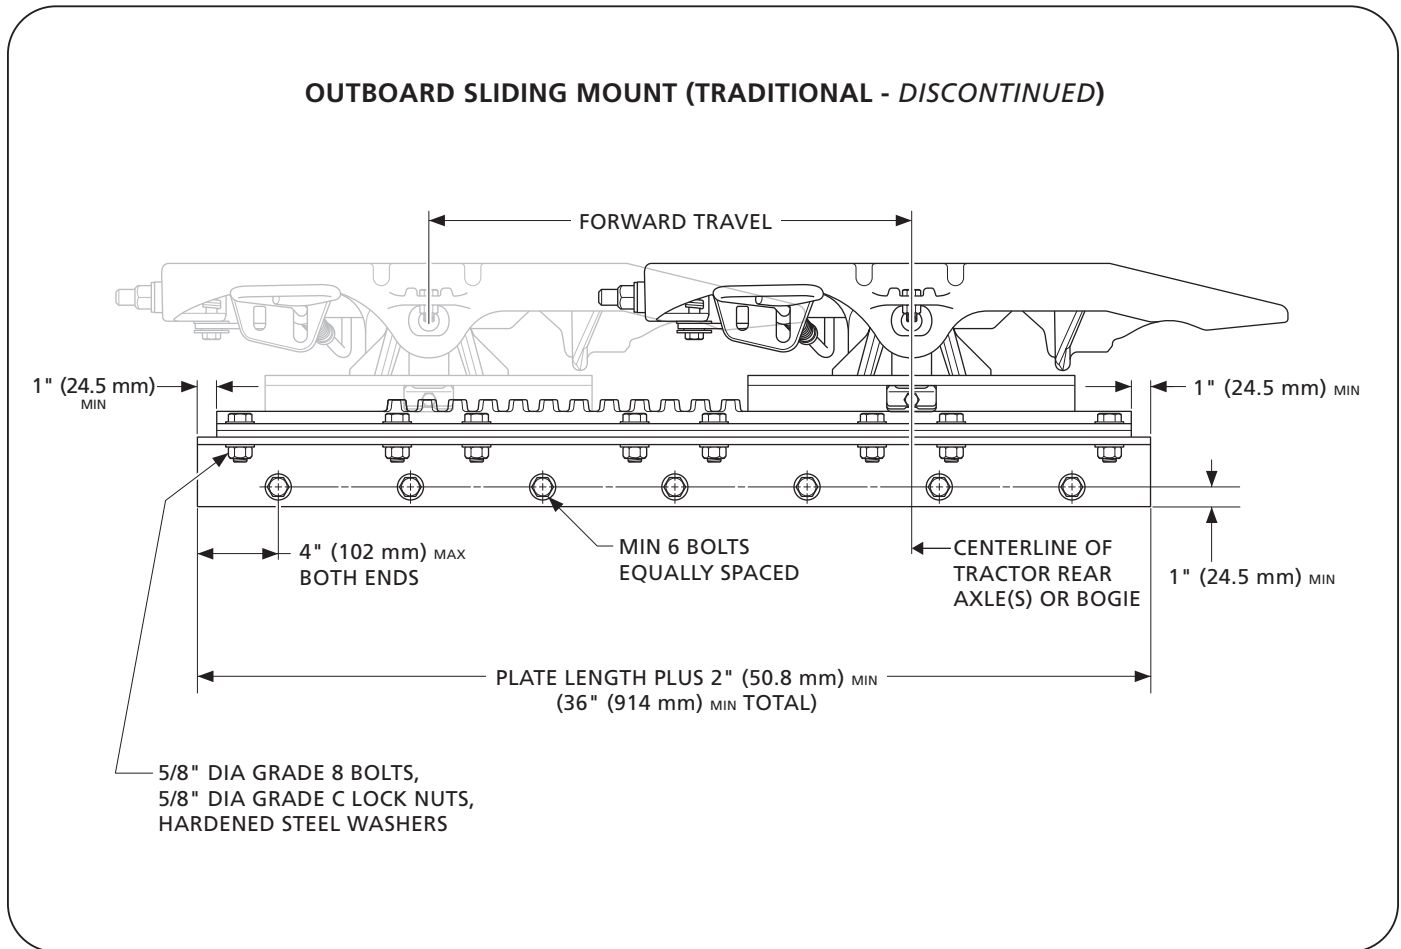 OUTBOARD SLIDING MOUNT (TRADITIONAL - DISCONTINUED)
FORWARD TRAVEL
1" (24.5 mm)
MIN
1" (24.5 mm) MIN
4" (102 mm) MAX
BOTH ENDS
MIN 6 BOLTS
EQUALLY SPACED
CENTERLINE OF
TRACTOR REAR
AXLE(S) OR BOGIE
1" (24.5 mm) MIN
PLATE LENGTH PLUS 2" (50.8 mm) MIN
(36" (914 mm) MIN TOTAL)
5/8" DIA GRADE 8 BOLTS,
5/8" DIA GRADE C LOCK NUTS,
HARDENED STEEL WASHERS